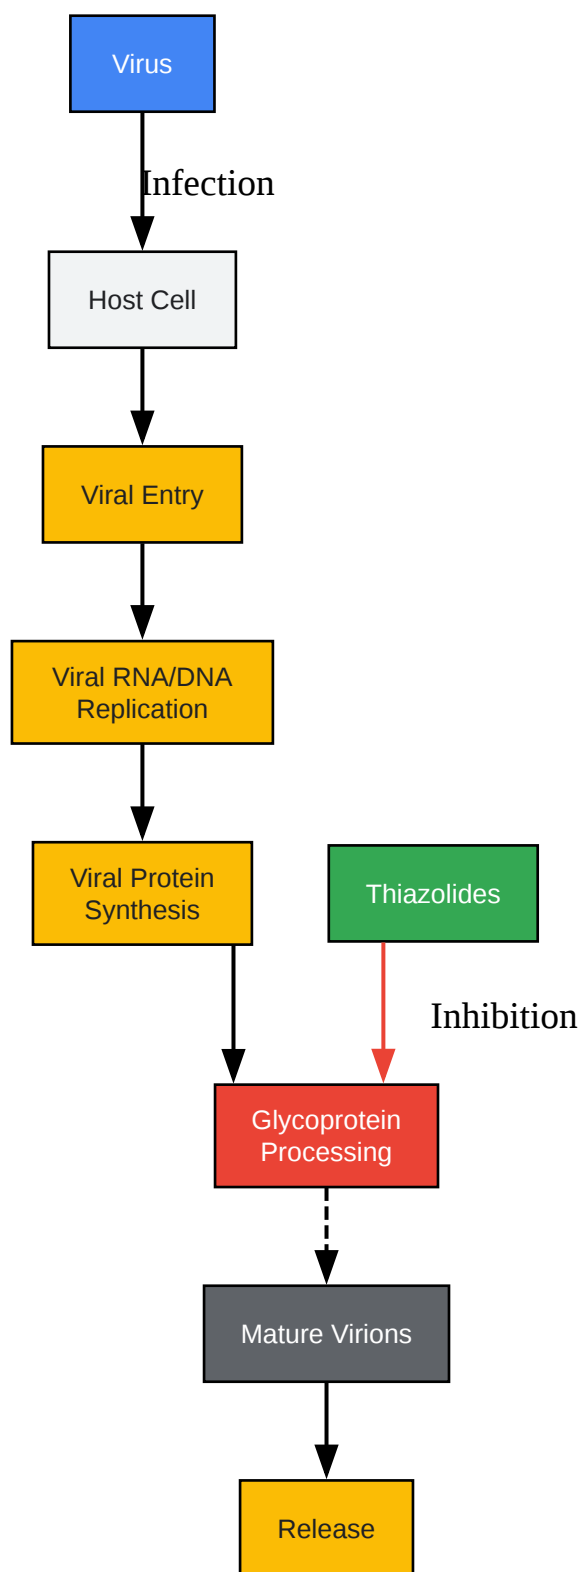 Virus
Infection
Host Cell
Viral Entry
Viral RNA/DNA
Replication
Viral Protein
Synthesis
Thiazolides
Inhibition
Glycoprotein
Processing
Mature Virions
Release